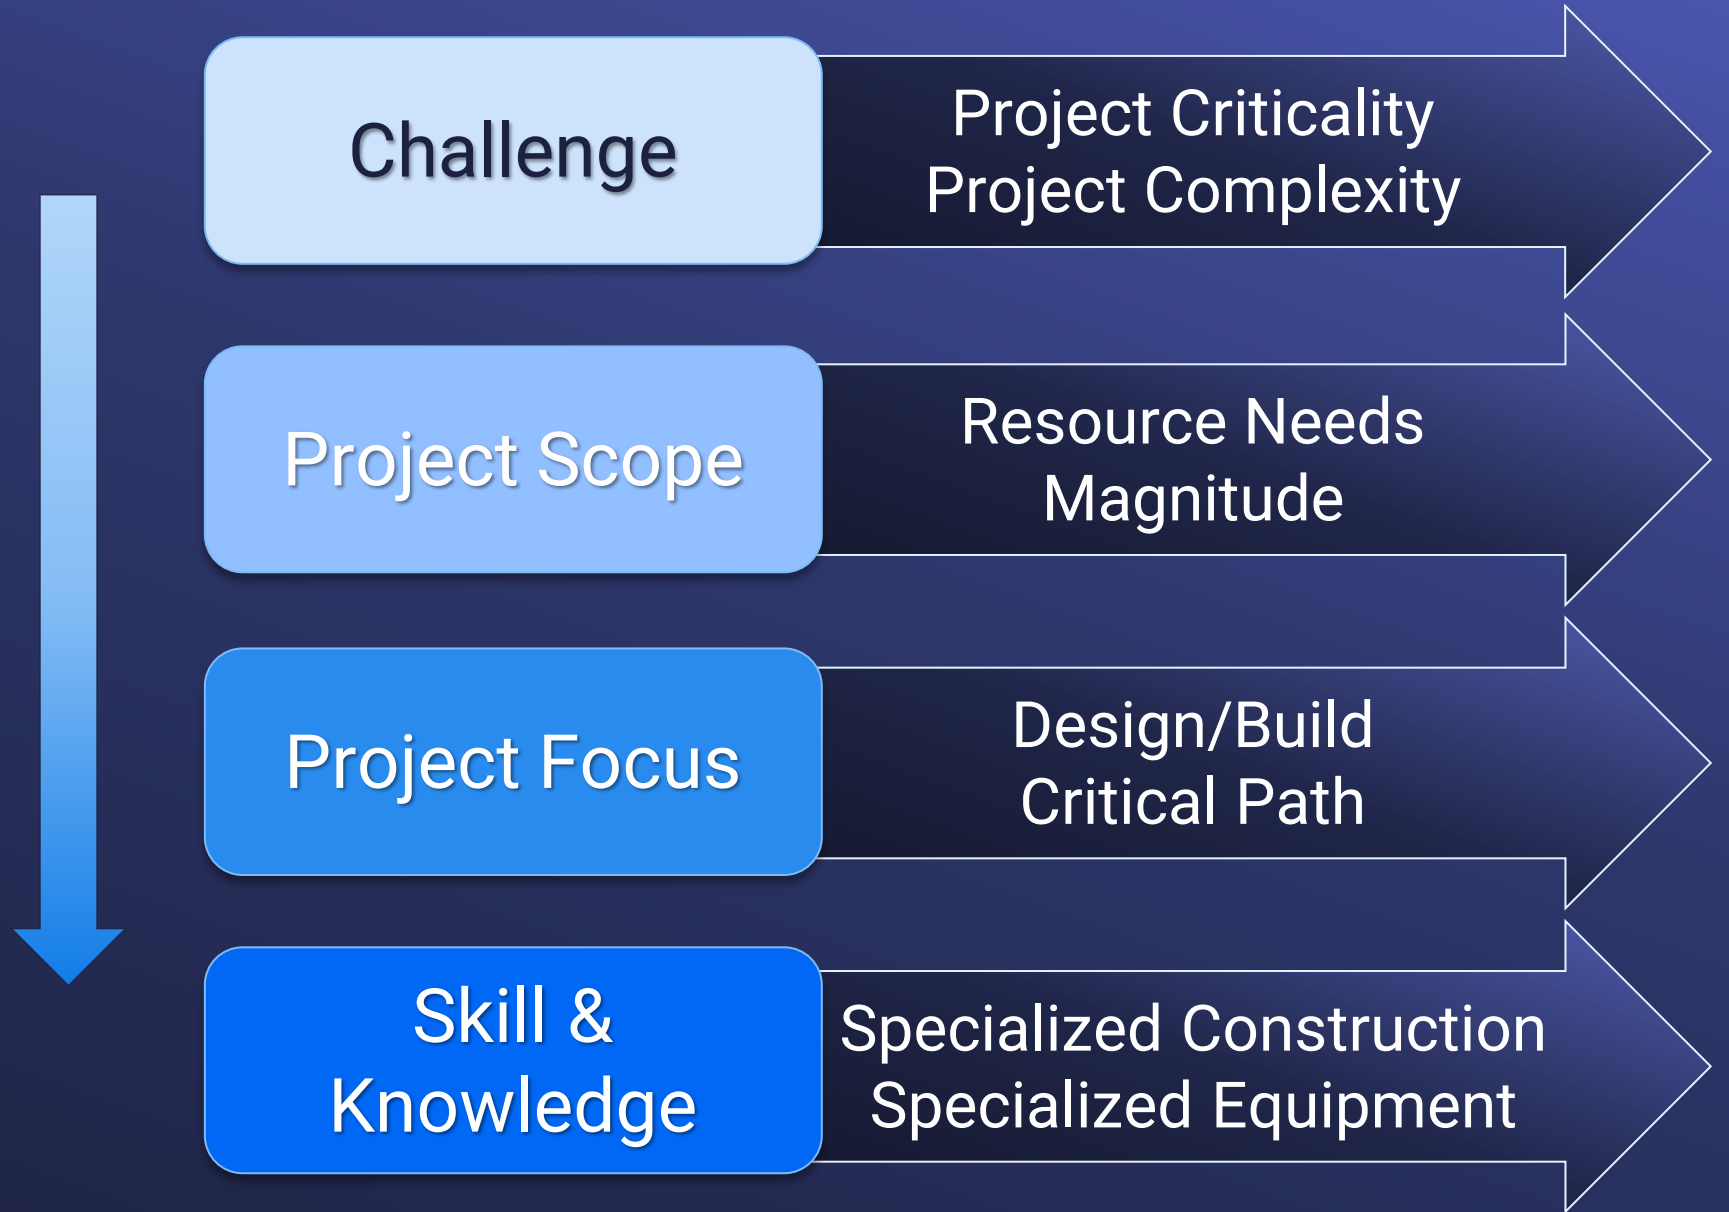 Challenge
Project Criticality
Project Complexity
Project Scope
Resource Needs
Magnitude
Project Focus
Design/Build
Critical Path
Skill &
Knowledge
Specialized Construction
Specialized Equipment